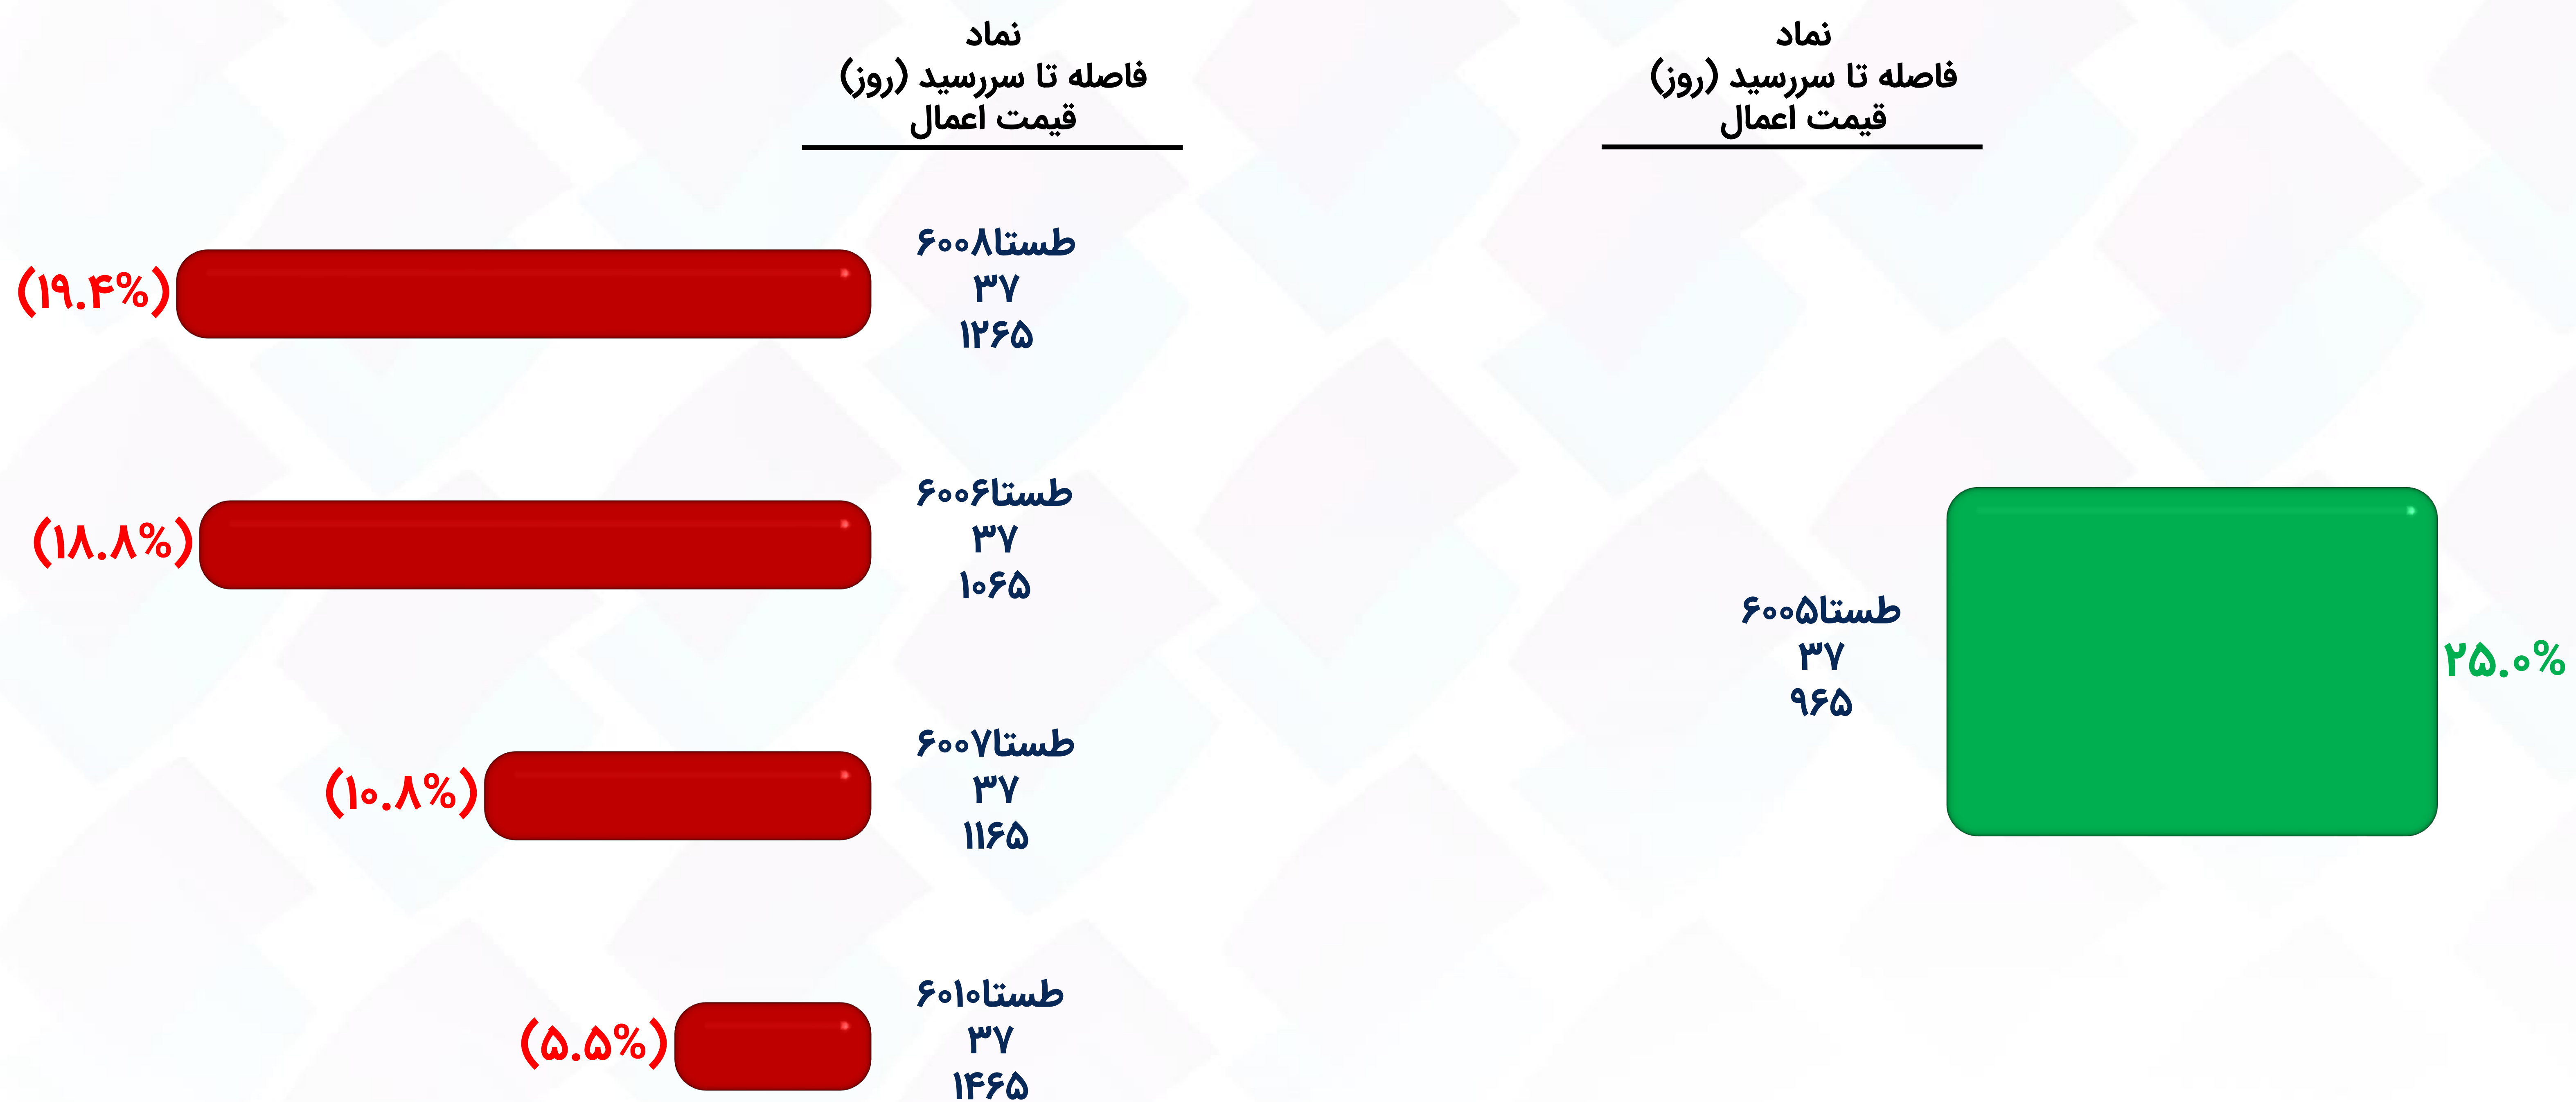 نماد
فاصله تا سررسید (روز)
قیمت اعمال
طستا۶۰۰۵
۳۷
۹۶۵
۲۵.۰%
نماد
فاصله تا سررسید (روز)
قیمت اعمال
طستا۶۰۰۸
۳۷
۱۲۶۵
(۱۹.۴%)
طستا۶۰۰۶
۳۷
۱۰۶۵
(۱۸.۸%)
طستا۶۰۰۷
۳۷
۱۱۶۵
(۱۰.۸%)
طستا۶۰۱۰
۳۷
۱۴۶۵
(۵.۵%)